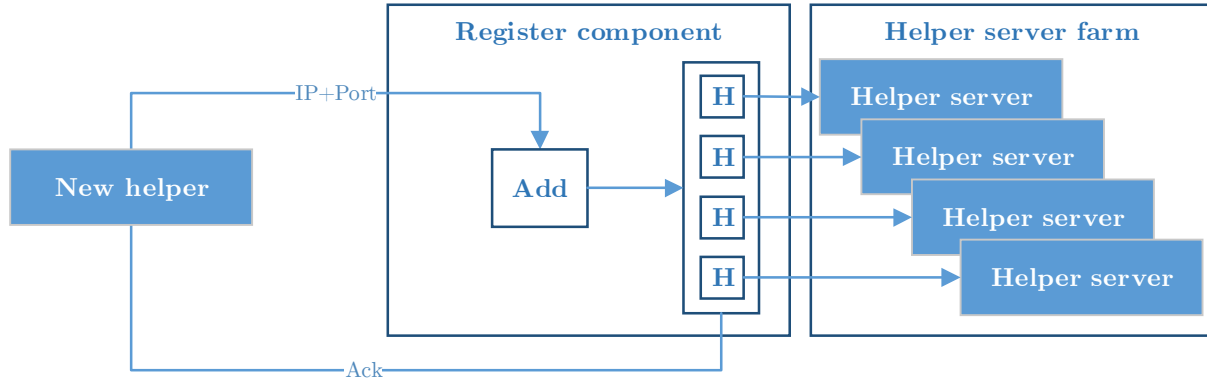 Register component
Helper server farm
IP+Port
H
Helper server
New helper
Add
H
Helper server
H
Helper server
H
Helper server
Ack